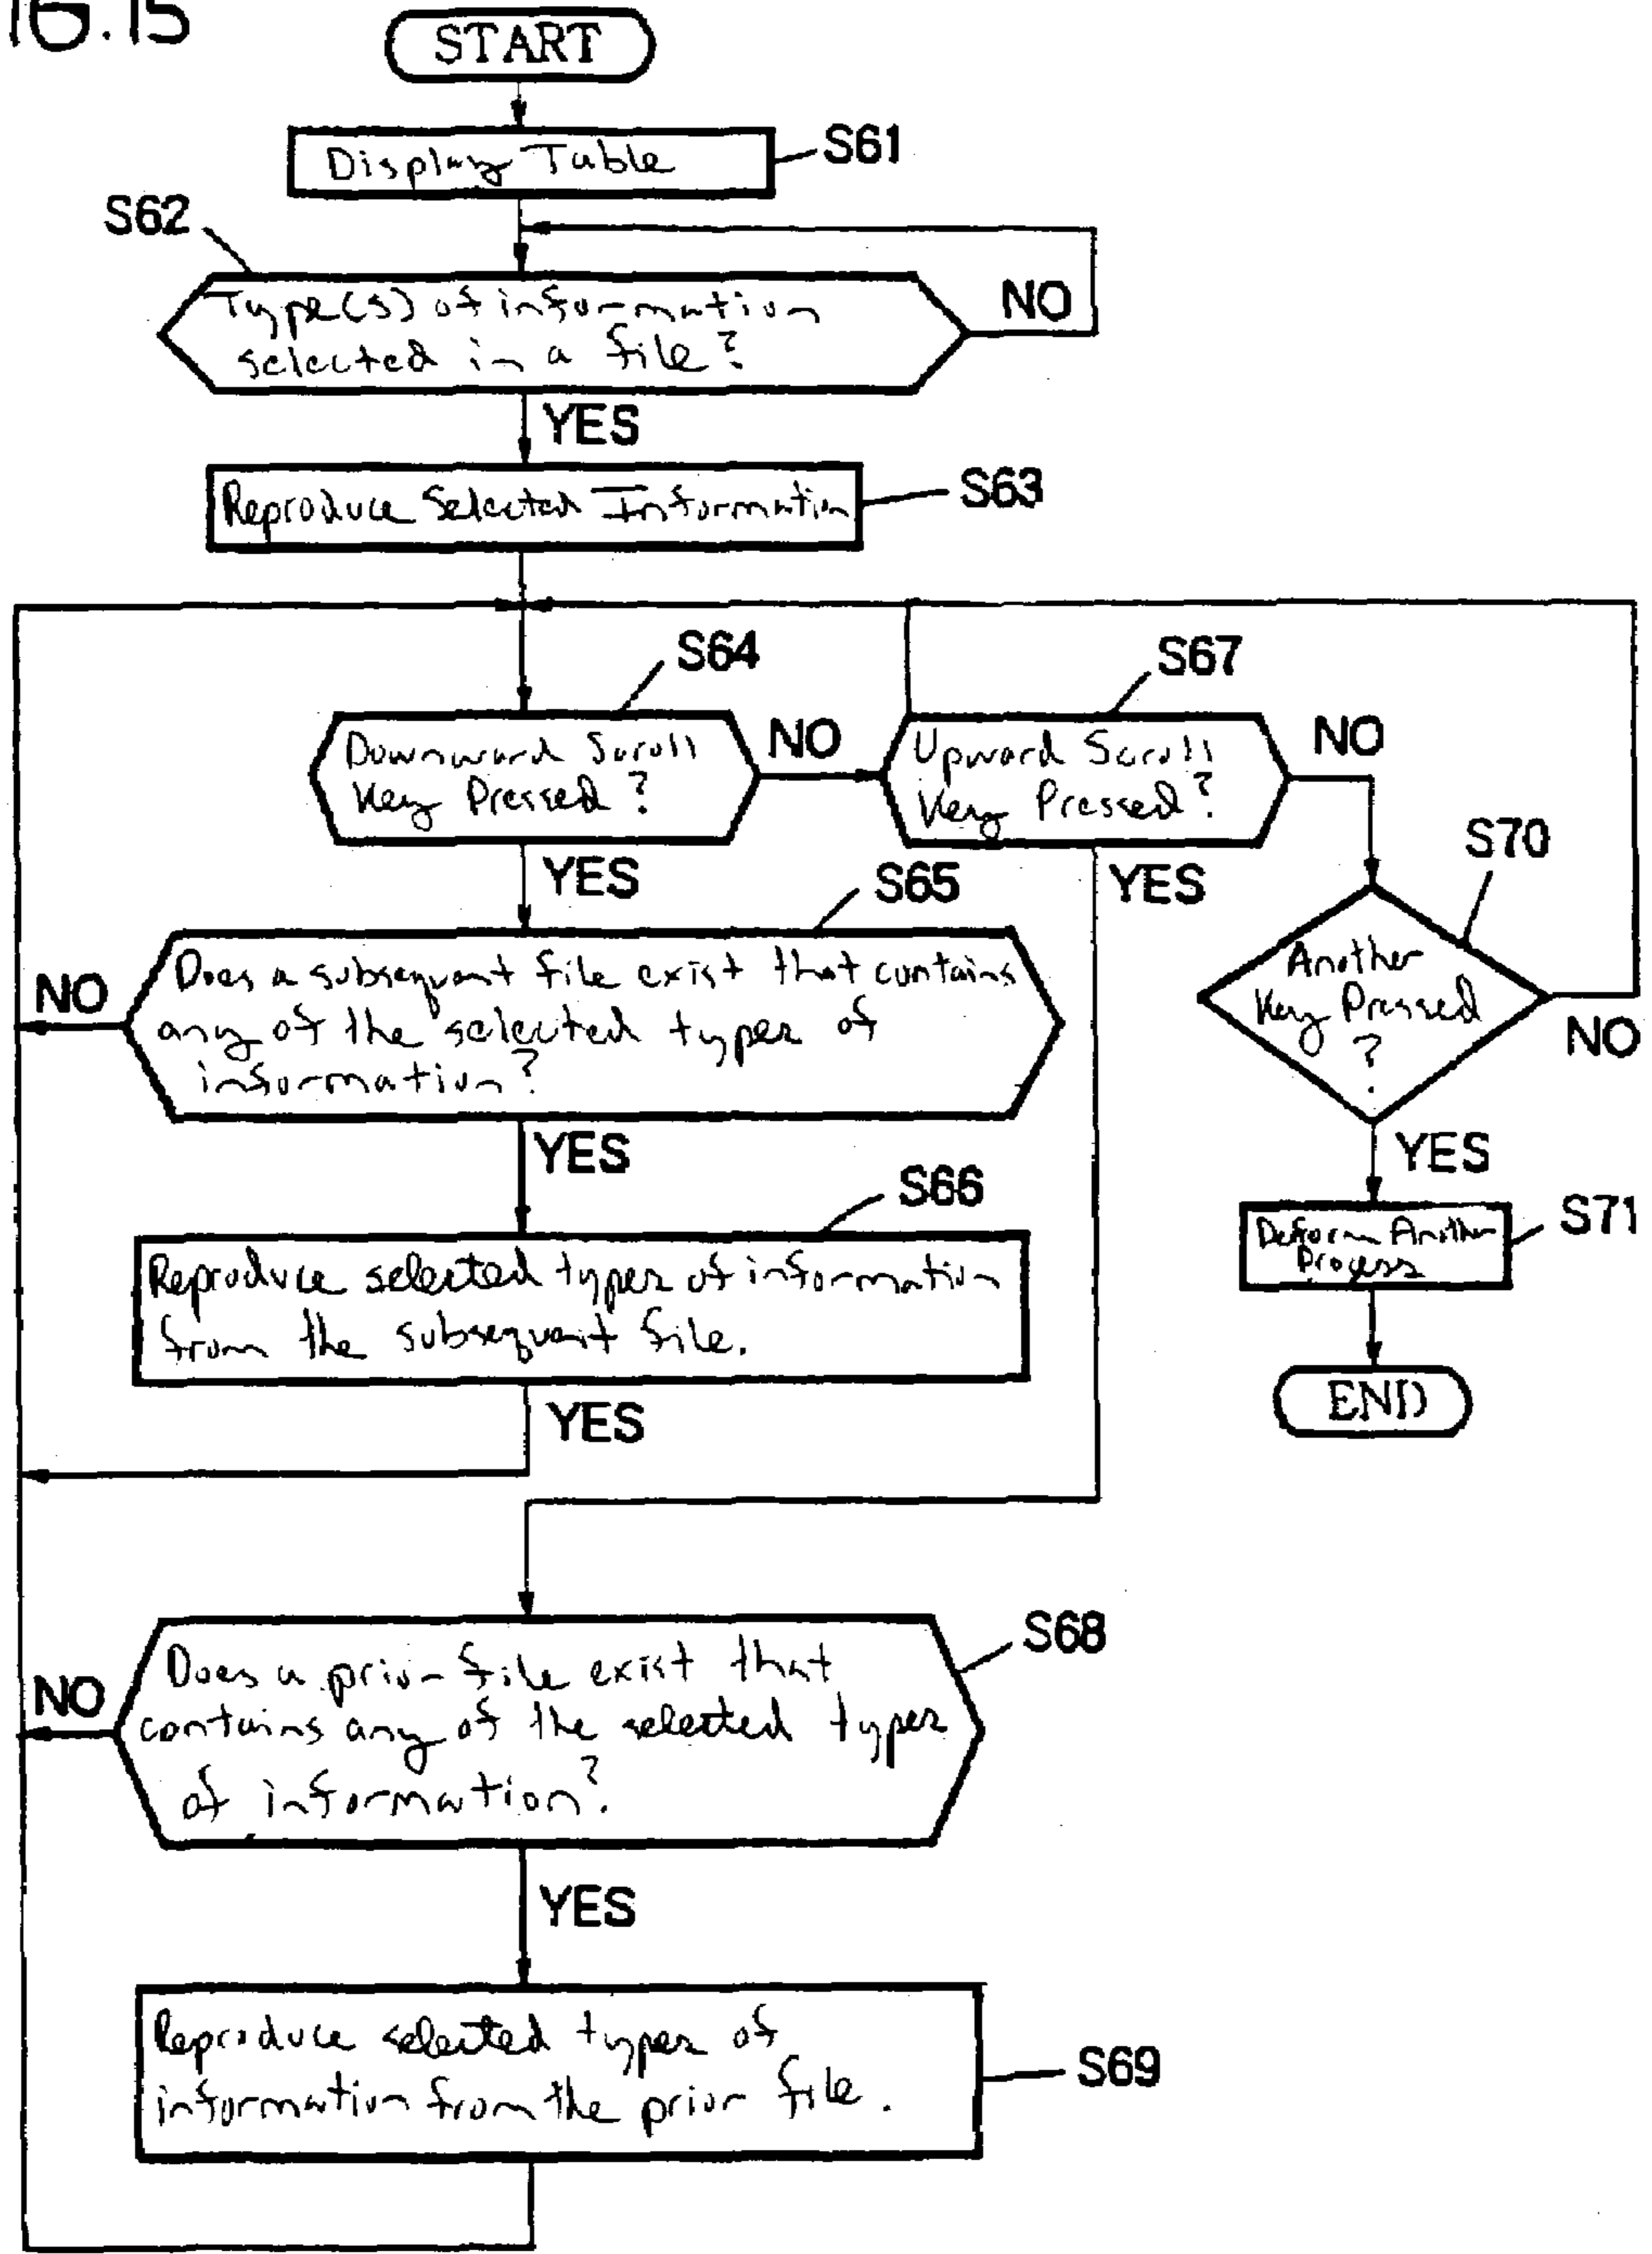 IG.15
START
Display Table
S61
S62
Type(s) of information
selected in a file?
NO
YES
Reproduce Selected Information
S63
S64
S67
Downward Scroll
Key Pressed?
NO
Upward Scroll
Key Pressed?
NO
S70
YES
S65
YES
Another
Key Pressed
?
NO
Does a subsequent file exist that contains
any of the selected types of
information?
NO
YES
YES
S66
S71
Another
Process
Reproduce selected types of information
from the subsequent file.
END
YES
S68
Does a prior file exist that
contains any of the selected types
of information?
NO
YES
Reproduce selected types of
information from the prior file.
S69